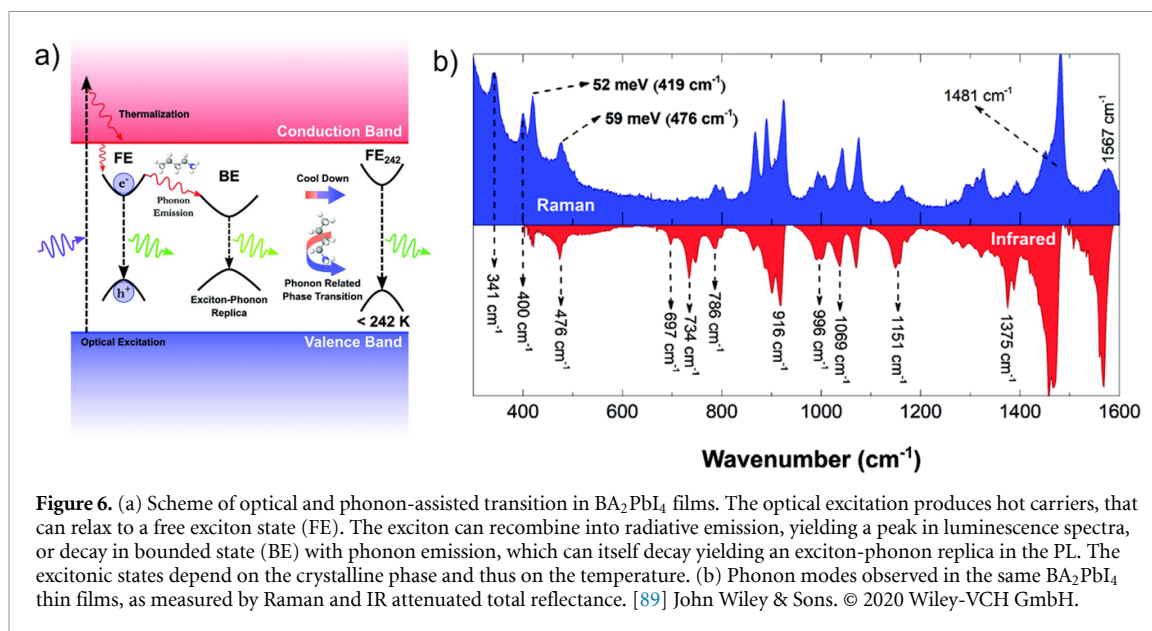 a)
Thermalization
Conduction Band
FE
e-
Phonon
Emission
BE
Cool Down
FE242
h+
Exciton-Phonon
Replica
Phonon Related
Phase Transition
< 242 K
Optical Excitation
Valence Band
b)
52 meV (419 cm-1)
59 meV (476 cm-1)
1481 cm-1
1567 cm-1
Raman
Infrared
341 cm-1
400 cm-1
476 cm-1
697 cm-1
734 cm-1
786 cm-1
916 cm-1
996 cm-1
1069 cm-1
1151 cm-1
1375 cm-1
400 600 800 1000 1200 1400 1600
Wavenumber (cm-1)
Figure 6. (a) Scheme of optical and phonon-assisted transition in BA2PbI4 films. The optical excitation produces hot carriers, that
can relax to a free exciton state (FE). The exciton can recombine into radiative emission, yielding a peak in luminescence spectra,
or decay in bounded state (BE) with phonon emission, which can itself decay yielding an exciton-phonon replica in the PL. The
excitonic states depend on the crystalline phase and thus on the temperature. (b) Phonon modes observed in the same BA2PbI4
thin films, as measured by Raman and IR attenuated total reflectance. [89] John Wiley & Sons. © 2020 Wiley-VCH GmbH.